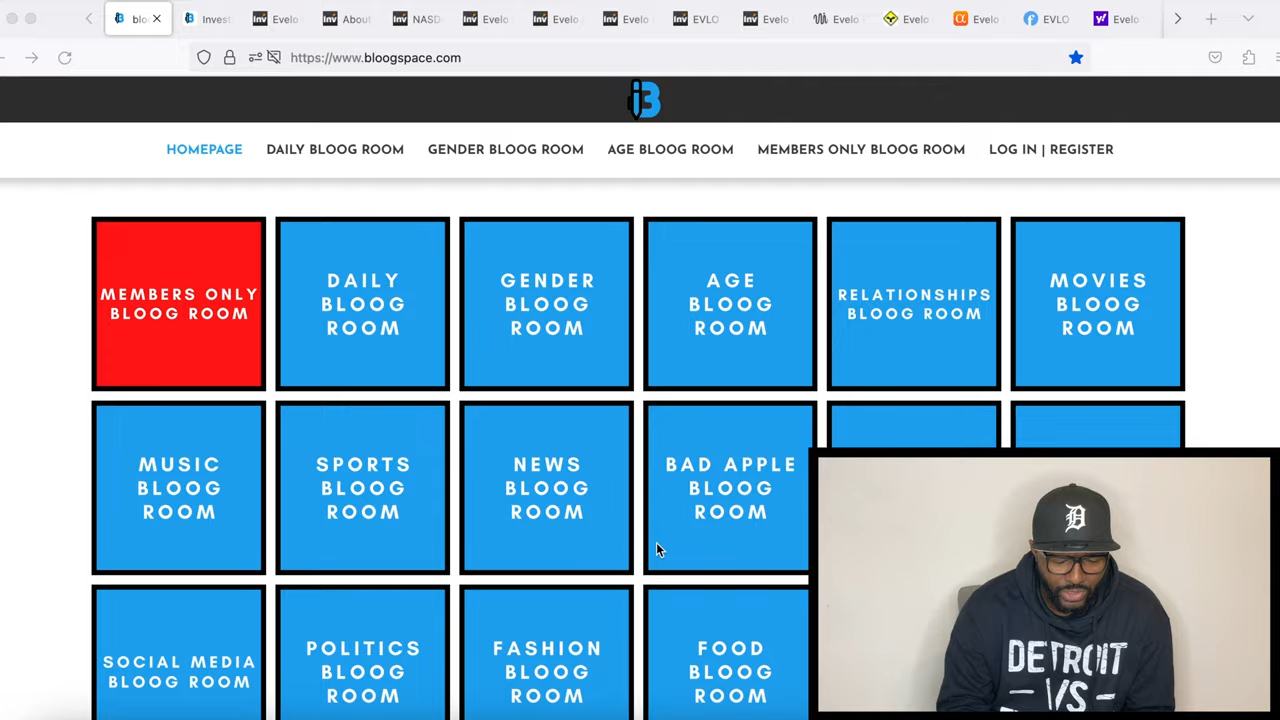 blo
Invest
Evelo
About
NASD
Evelo
Evelo
Evelo
EVLO
Evelo
Evelo
Evelo
Evelo
EVLO
Evelo
https://www.bloogspace.com
B
HOMEPAGE
DAILY BLOOG ROOM
GENDER BLOOG ROOM
AGE BLOOG ROOM
MEMBERS ONLY BLOOG ROOM
LOG IN | REGISTER
MEMBERS ONLY
BLOOG ROOM
DAILY
BLOOG
ROOM
GENDER
BLOOG
ROOM
AGE
BLOOG
ROOM
RELATIONSHIPS
BLOOG ROOM
MOVIES
BLOOG
ROOM
MUSIC
BLOOG
ROOM
SPORTS
BLOOG
ROOM
NEWS
BLOOG
ROOM
BAD APPLE
BLOOG
ROOM
SOCIAL MEDIA
BLOOG ROOM
POLITICS
BLOOG
ROOM
FASHION
BLOOG
ROOM
FOOD
BLOOG
ROOM
D
DETROIT
VS